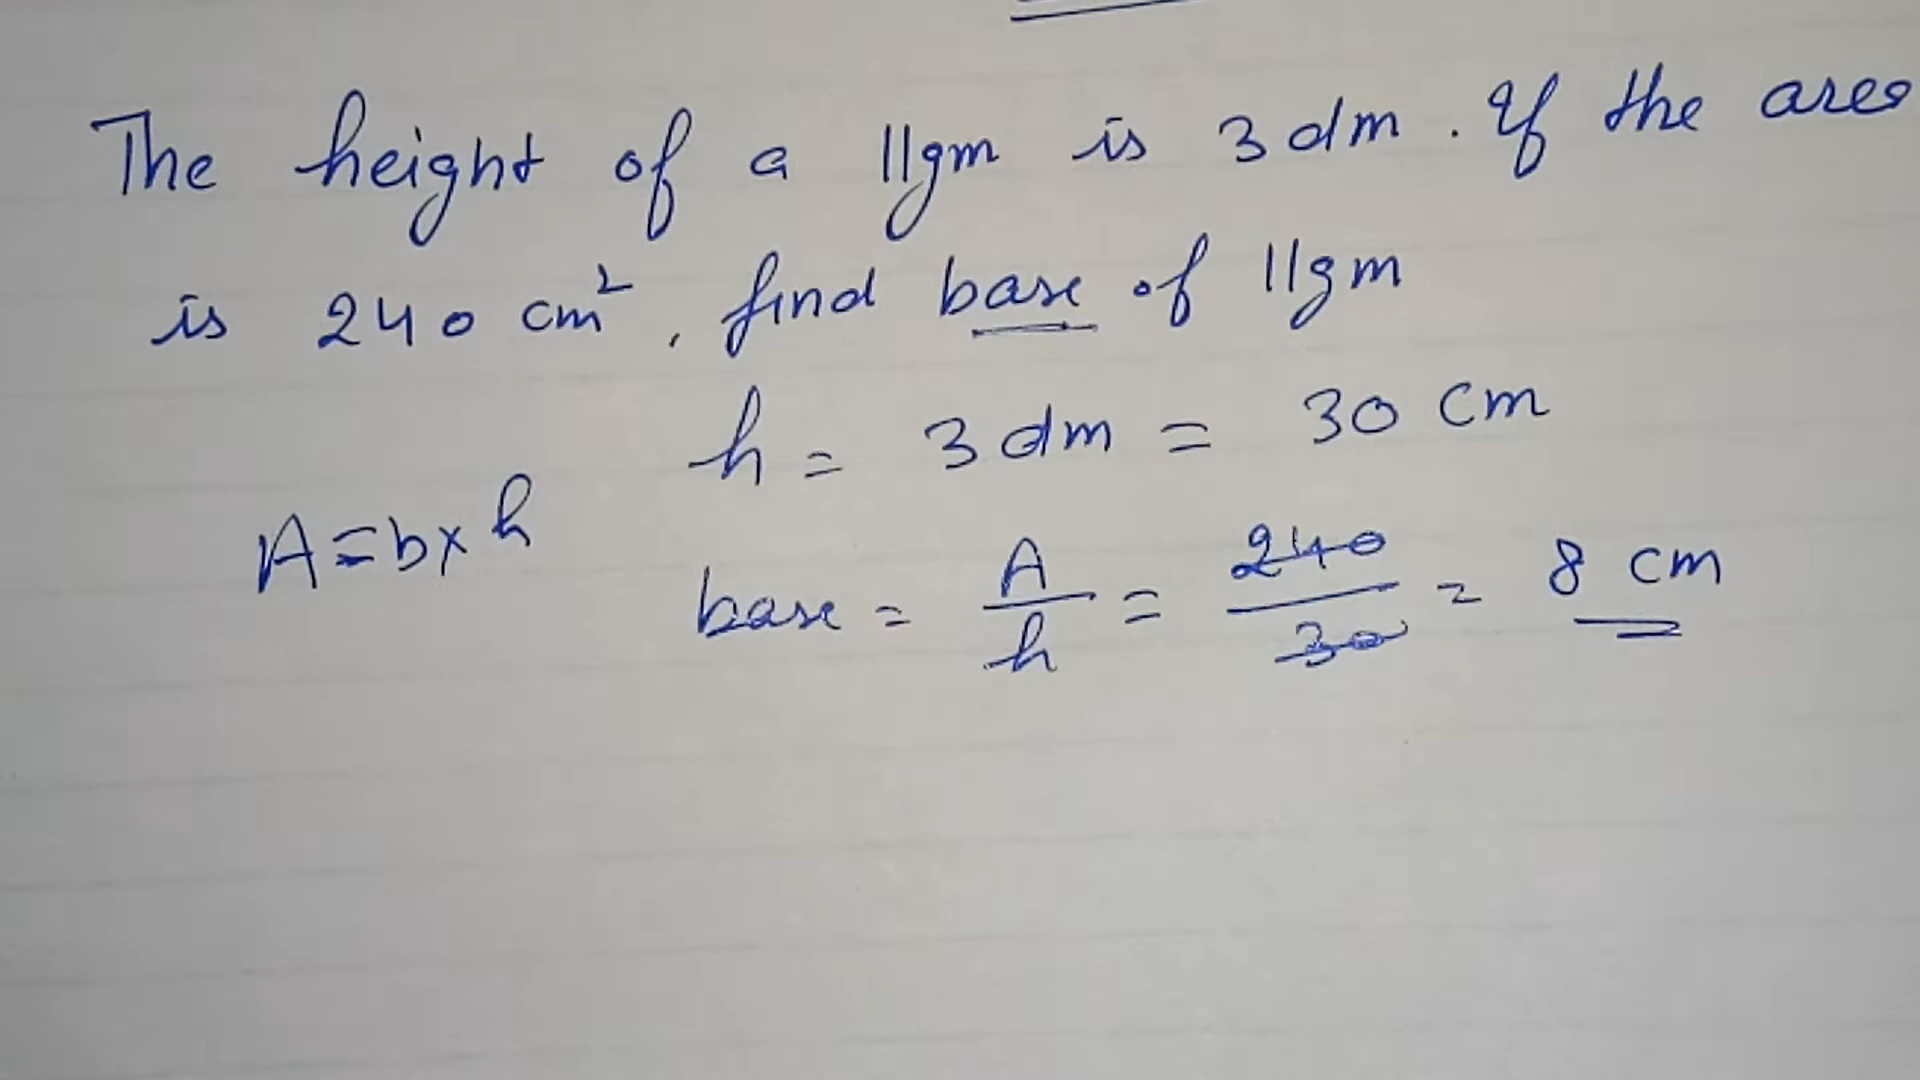 The height of a llgm is 3 dm. If the area
is 240 cm², find base of llgm
h = 3 dm = 30 cm
A = b x h
base = A/h = 240/30 = 8 cm